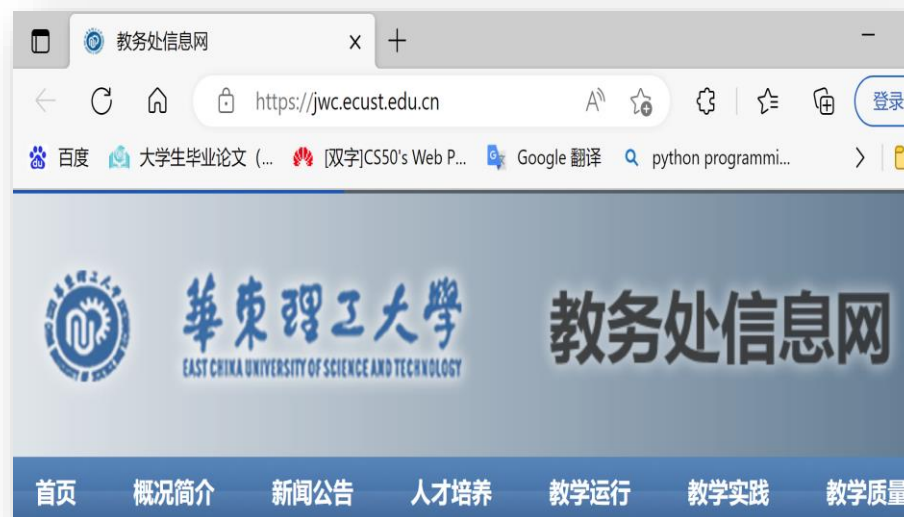 教务处信息网
https://jwc.ecust.edu.cn
登录
百度 大学生毕业论文 (... [双字]CS50's Web P... Google 翻译 python programmi...
華東理工大學 教务处信息网
EAST CHINA UNIVERSITY OF SCIENCE AND TECHNOLOGY
首页 概况简介 新闻公告 人才培养 教学运行 教学实践 教学质量